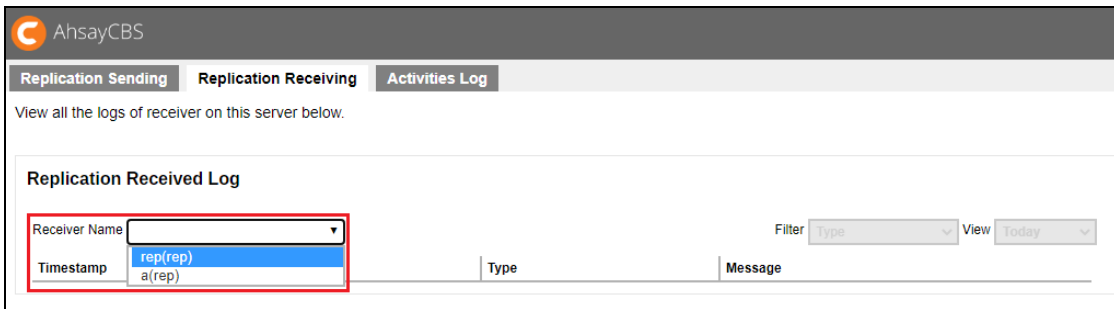 AhsayCBS
Replication Sending Replication Receiving Activities Log
View all the logs of receiver on this server below.
Replication Received Log
Receiver Name Filter Type View Today
rep(rep)
Timestamp Type Message
a(rep)